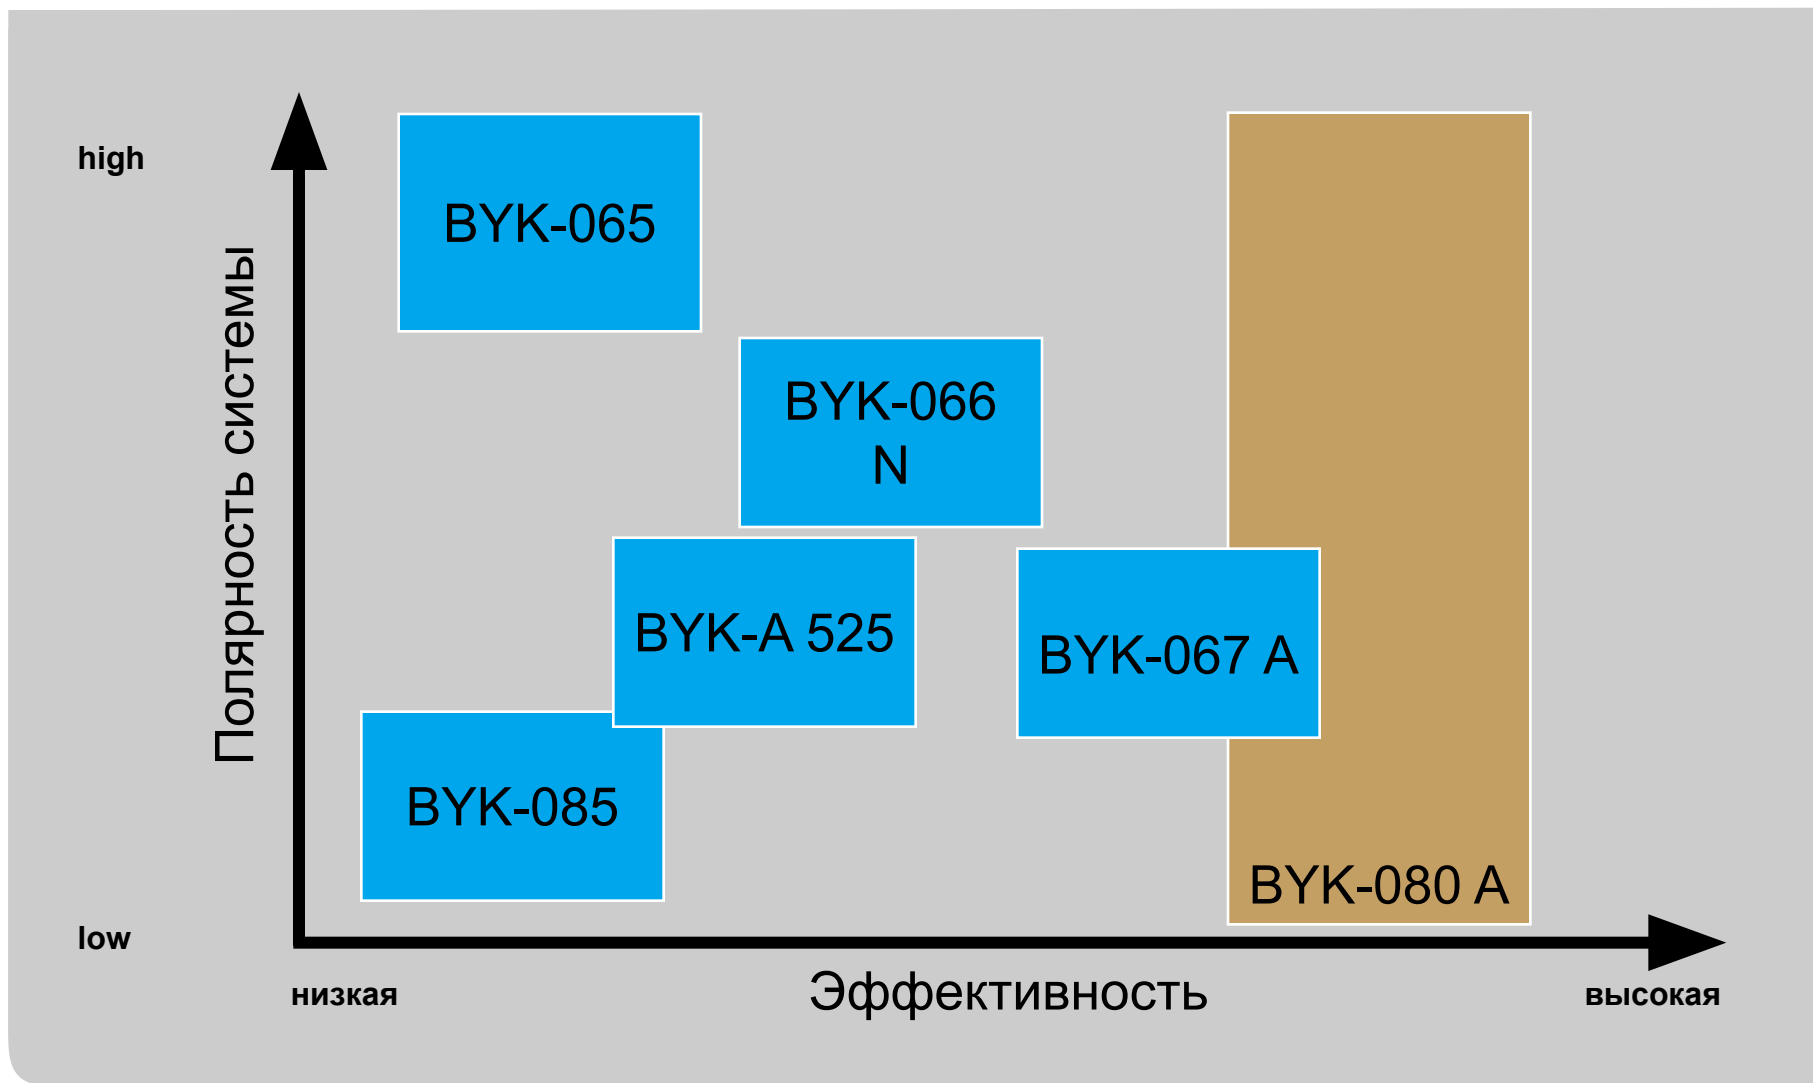 high
Полярность системы
BYK-065
BYK-066
N
BYK-A 525
BYK-067 A
BYK-085
BYK-080 A
low
низкая
Эффективность
высокая